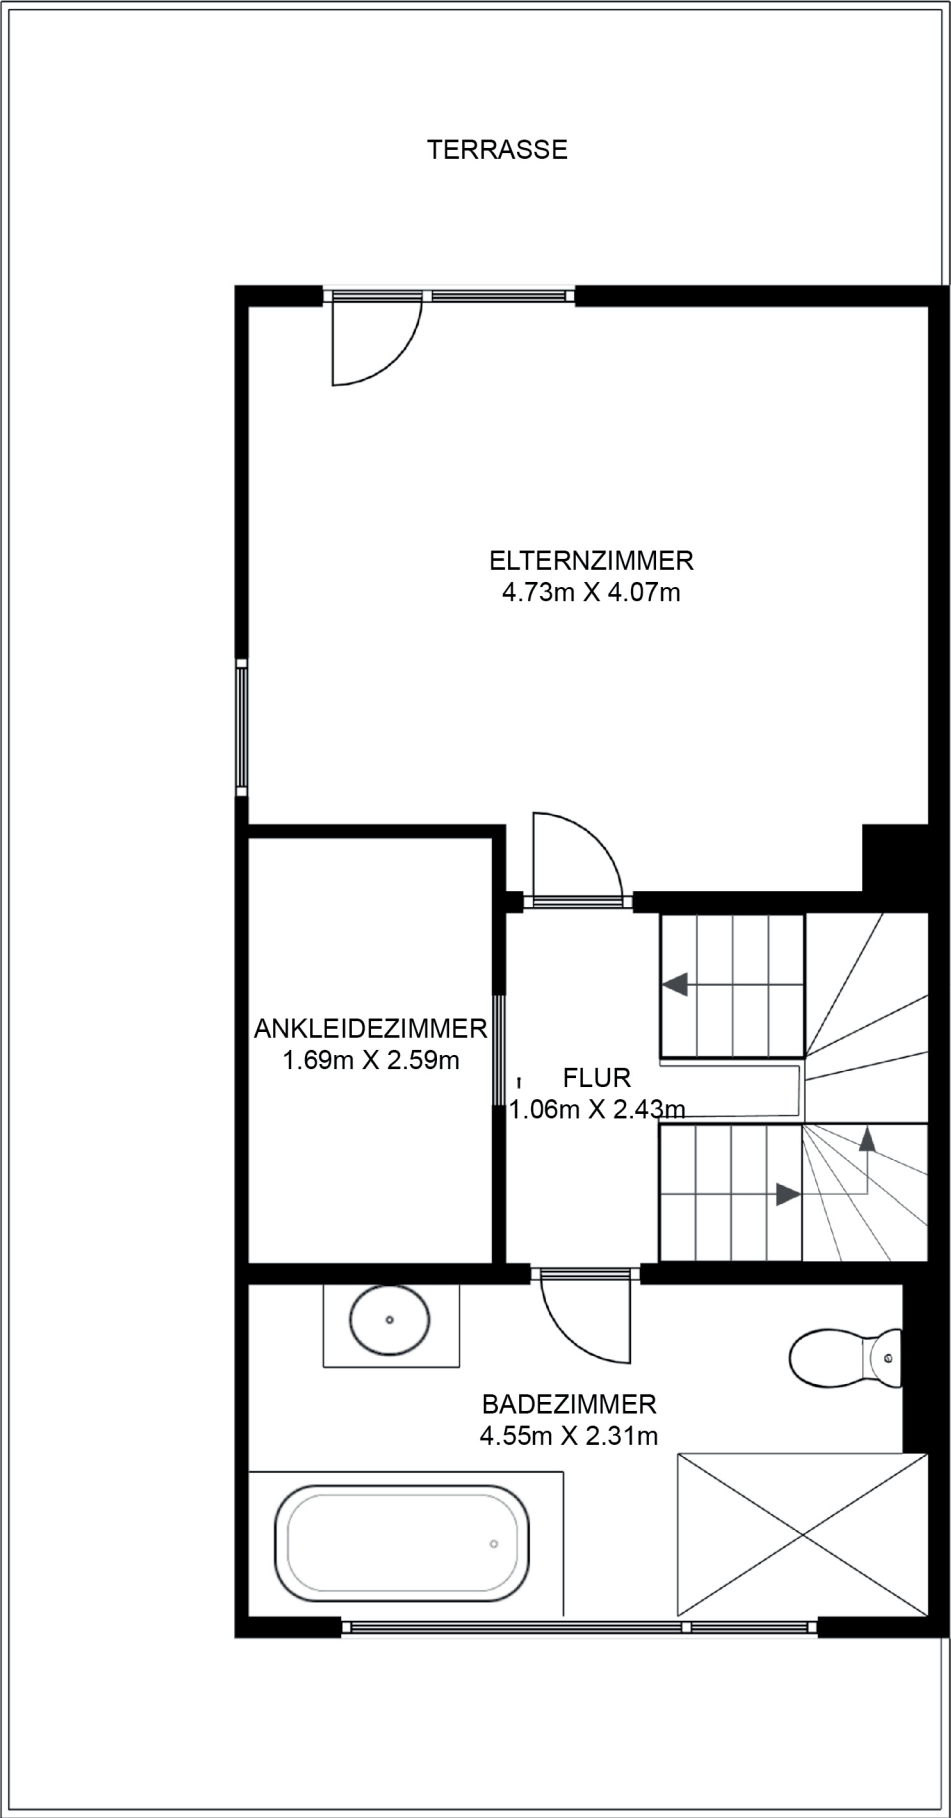 TERRASSE
ELTERNZIMMER
4.73m X 4.07m
ANKLEIDEZIMMER
1.69m X 2.59m
FLUR
1.06m X 2.43m
BADEZIMMER
4.55m X 2.31m